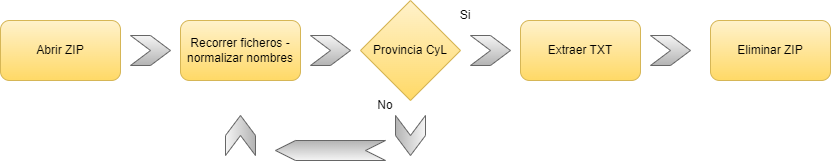 Si
Abrir ZIP
Recorrer ficheros -
normalizar nombres
Provincia CyL
Extraer TXT
Eliminar ZIP
No